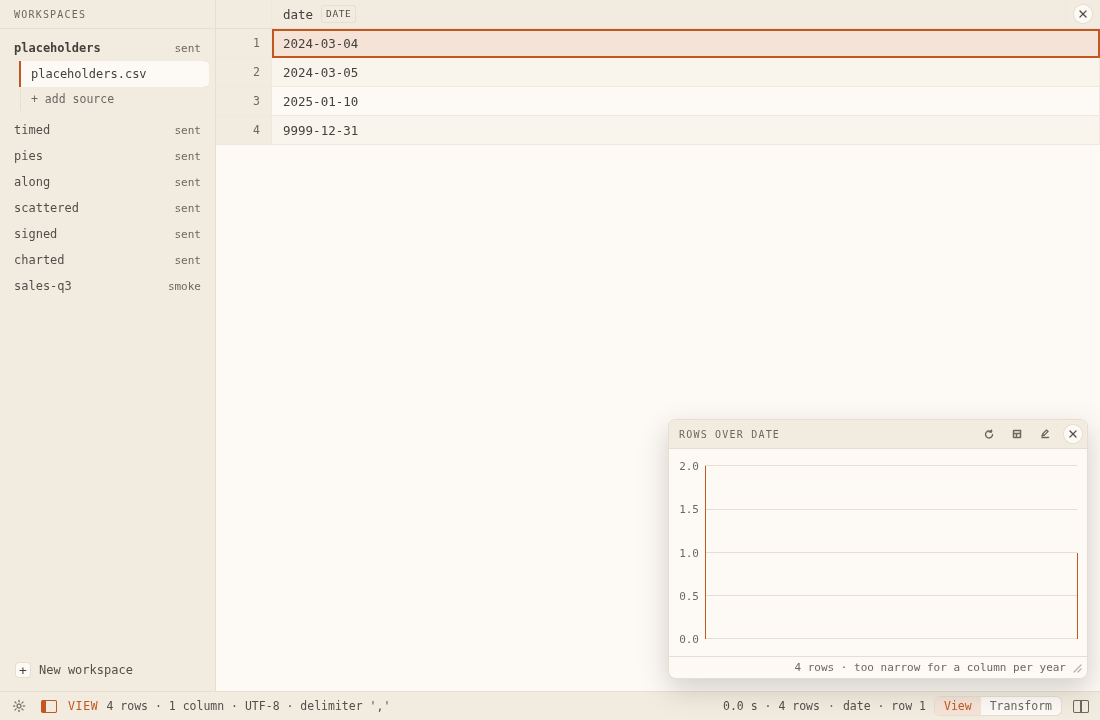 WORKSPACES
placeholders sent
placeholders.csv
+ add source
timed sent
pies sent
along sent
scattered sent
signed sent
charted sent
sales-q3 smoke
+ New workspace
date DATE
1 2024-03-04
2 2024-03-05
3 2025-01-10
4 9999-12-31
ROWS OVER DATE
2.0
1.5
1.0
0.5
0.0
4 rows · too narrow for a column per year
VIEW 4 rows · 1 column · UTF-8 · delimiter ','
0.0 s · 4 rows · date · row 1 View Transform